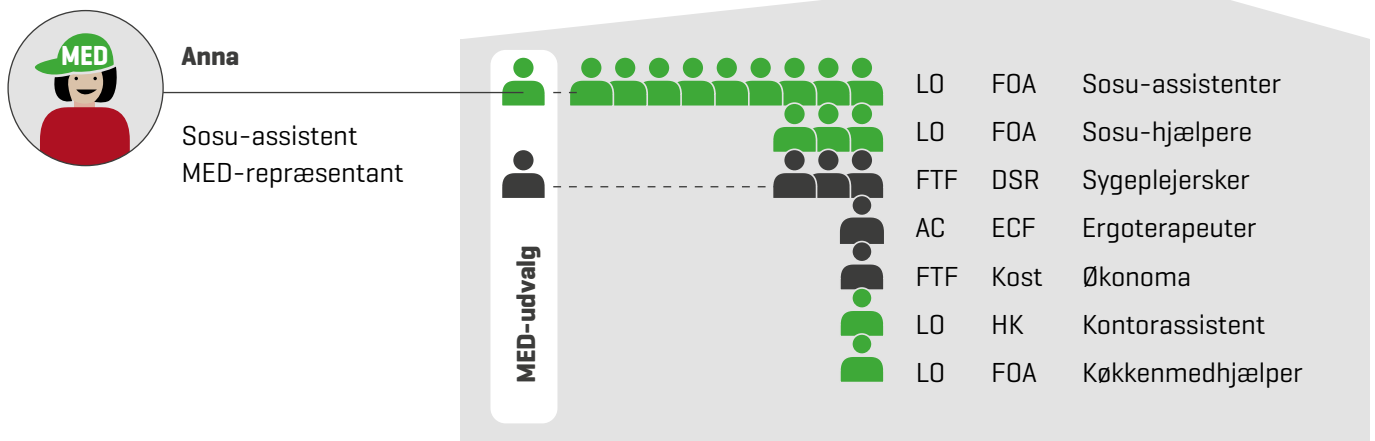 MED
Anna
Sosu-assistent
MED-repræsentant
MED-udvalg
LO FOA Sosu-assistenter
LO FOA Sosu-hjælpere
FTF DSR Sygeplejersker
AC ECF Ergoterapeuter
FTF Kost Økonoma
LO HK Kontorassistent
LO FOA Køkkenmedhjælper